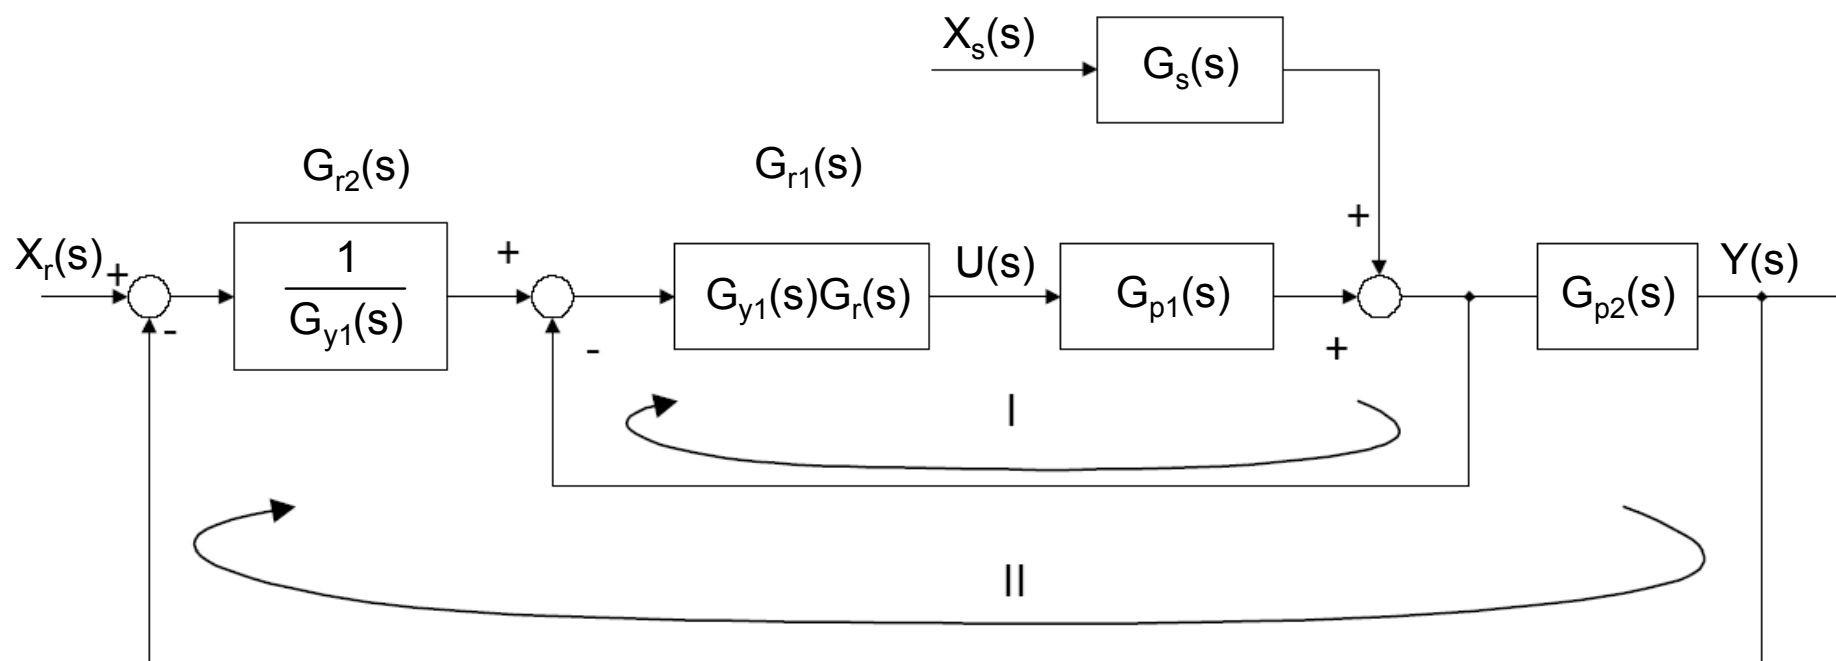 Xs(s)
Gs(s)
Gr2(s)
Gr1(s)
+
Xr(s)
+
1
Gy1(s)
+
Gy1(s)Gr(s)
U(s)
Gp1(s)
Gp2(s)
Y(s)
-
-
+
I
II